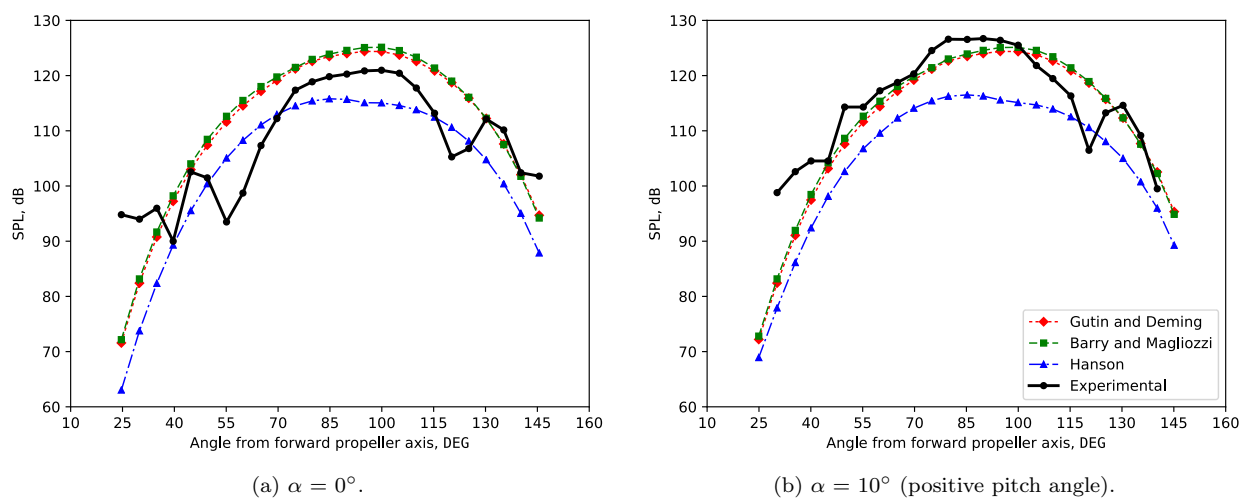 130
120
110
100
90
80
70
60
SPL, dB
10 25 40 55 70 85 100 115 130 145 160
Angle from forward propeller axis, DEG
(a) α = 0°.
130
120
110
100
90
80
70
60
SPL, dB
Gutin and Deming
Barry and Magliozzi
Hanson
Experimental
10 25 40 55 70 85 100 115 130 145 160
Angle from forward propeller axis, DEG
(b) α = 10° (positive pitch angle).